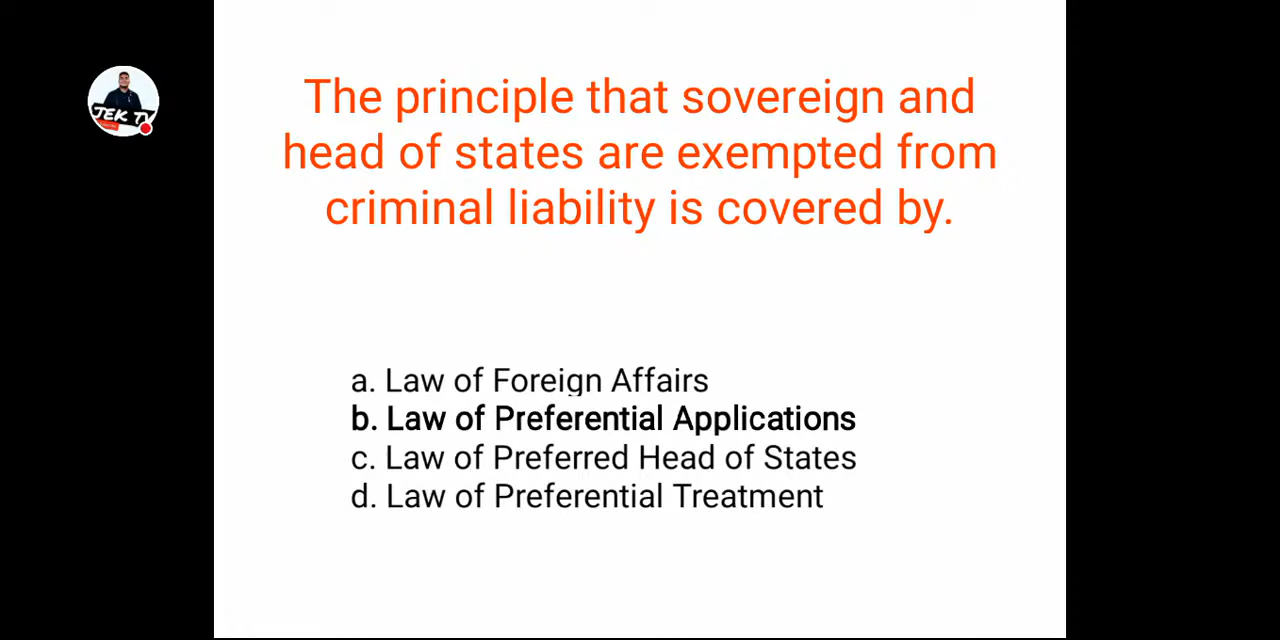 The principle that sovereign and
head of states are exempted from
criminal liability is covered by.
JEK TV
a. Law of Foreign Affairs
b. Law of Preferential Applications
c. Law of Preferred Head of States
d. Law of Preferential Treatment